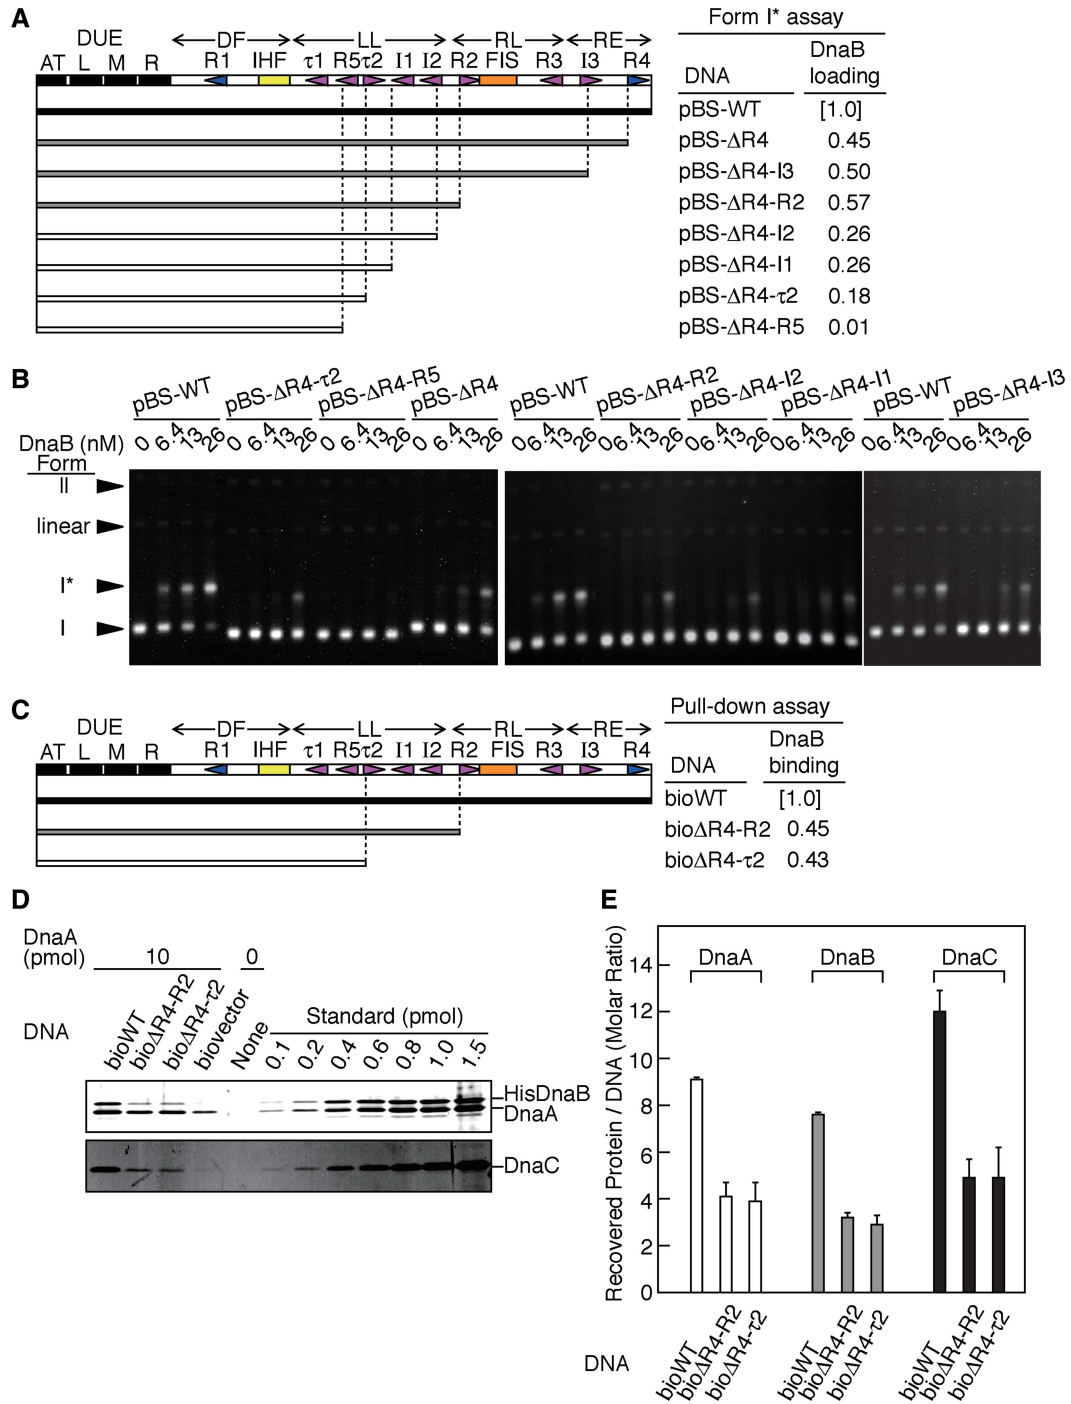 A
DUE
DF LL RL RE
AT L M R R1 IHF τ1 R5 τ2 I1 I2 R2 FIS R3 I3 R4
Form I* assay
DNA DnaB loading
pBS-WT [1.0]
pBS-ΔR4 0.45
pBS-ΔR4-I3 0.50
pBS-ΔR4-R2 0.57
pBS-ΔR4-I2 0.26
pBS-ΔR4-I1 0.26
pBS-ΔR4-τ2 0.18
pBS-ΔR4-R5 0.01
B
pBS-WT pBS-ΔR4-τ2 pBS-ΔR4-R5 pBS-ΔR4 pBS-WT pBS-ΔR4-R2 pBS-ΔR4-I2 pBS-ΔR4-I1 pBS-WT pBS-ΔR4-I3
DnaB (nM) 0 6.4 13 26 0 6.4 13 26 0 6.4 13 26 0 6.4 13 26 0 6.4 13 26 0 6.4 13 26 0 6.4 13 26 0 6.4 13 26 0 6.4 13 26 0 6.4 13 26
Form
II
linear
I*
I
C
DUE
DF LL RL RE
AT L M R R1 IHF τ1 R5 τ2 I1 I2 R2 FIS R3 I3 R4
Pull-down assay
DNA DnaB binding
bioWT [1.0]
bioΔR4-R2 0.45
bioΔR4-τ2 0.43
D
DnaA (pmol) 10 0
DNA bioWT bioΔR4-R2 bioΔR4-τ2 biovector None
Standard (pmol)
0.1 0.2 0.4 0.6 0.8 1.0 1.5
HisDnaB
DnaA
DnaC
E
Recovered Protein / DNA (Molar Ratio)
14
12
10
8
6
4
2
0
DnaA DnaB DnaC
DNA bioWT bioΔR4-R2 bioΔR4-τ2 bioWT bioΔR4-R2 bioΔR4-τ2 bioWT bioΔR4-R2 bioΔR4-τ2